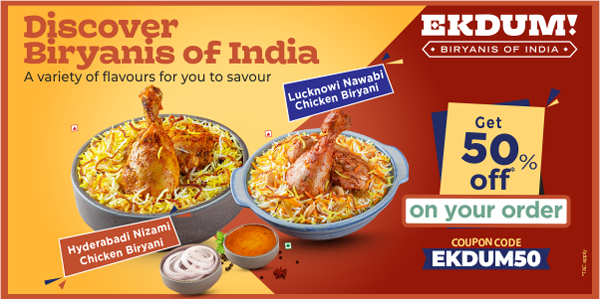 Discover
Biryanis of India
A variety of flavours for you to savour
EKDUM!
BIRYANIS OF INDIA
Lucknowi Nawabi
Chicken Biryani
Hyderabadi Nizami
Chicken Biryani
Get
50%
off*
on your order
COUPON CODE
EKDUM50
*T&C apply